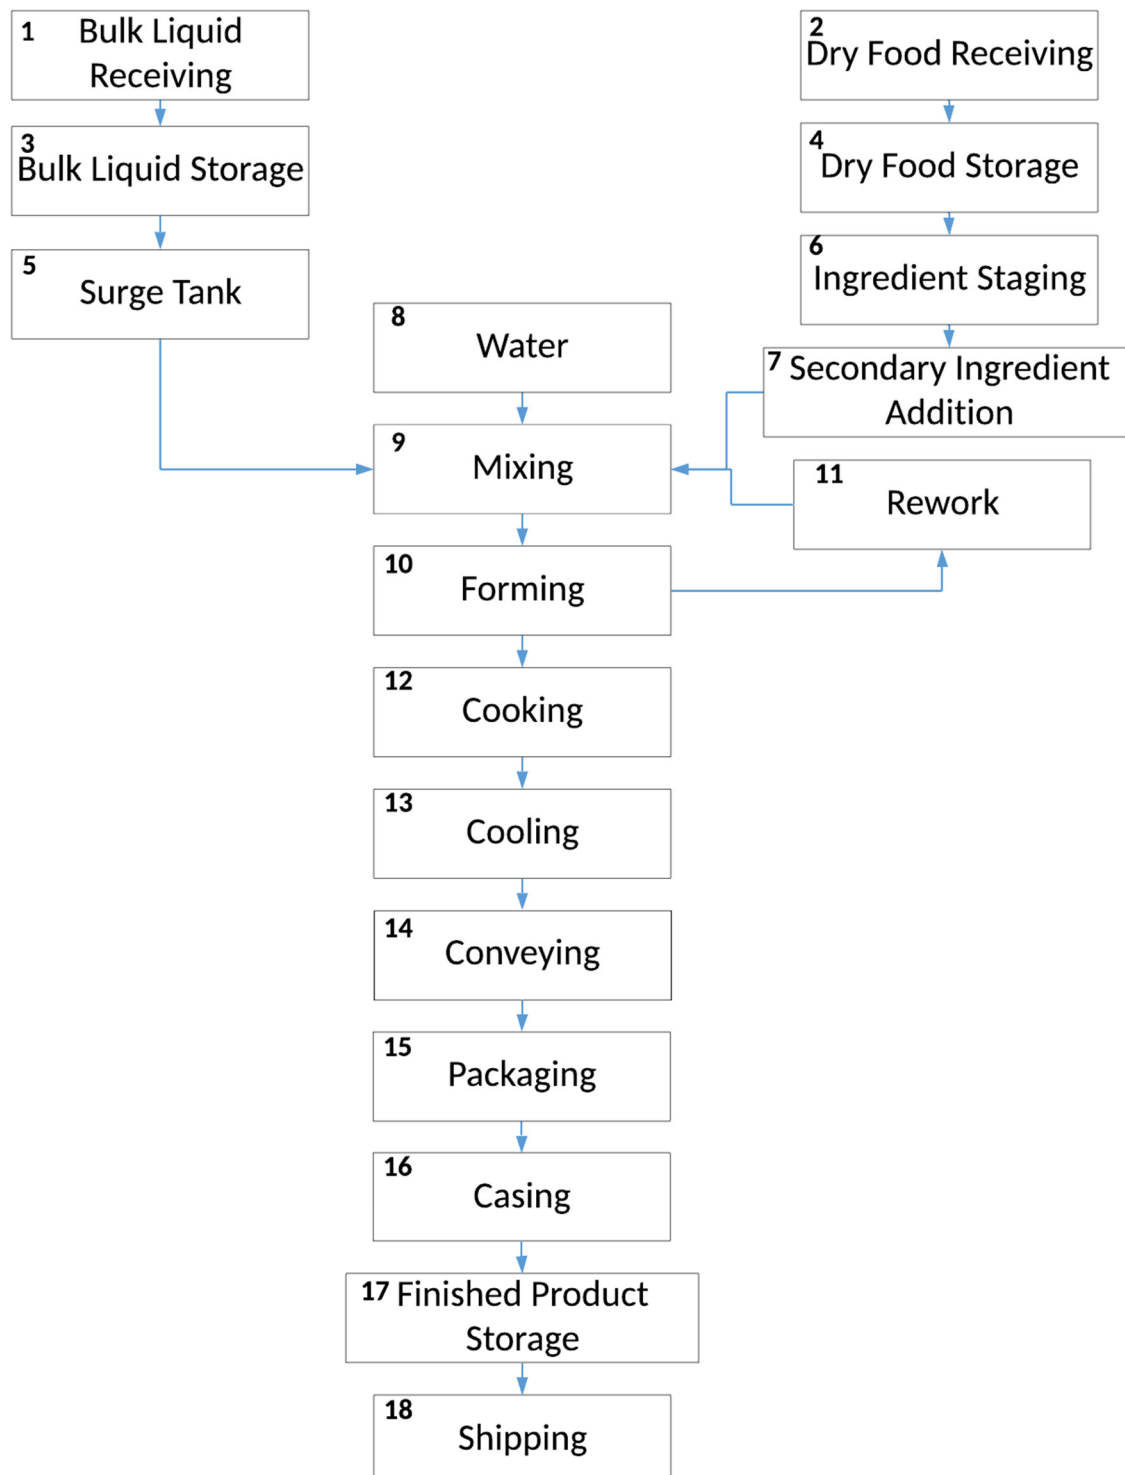 1 Bulk Liquid
Receiving
2
Dry Food Receiving
3
Bulk Liquid Storage
4
Dry Food Storage
5
Surge Tank
6
Ingredient Staging
7 Secondary Ingredient
Addition
8
Water
9
Mixing
11
Rework
10
Forming
12
Cooking
13
Cooling
14
Conveying
15
Packaging
16
Casing
17 Finished Product
Storage
18
Shipping